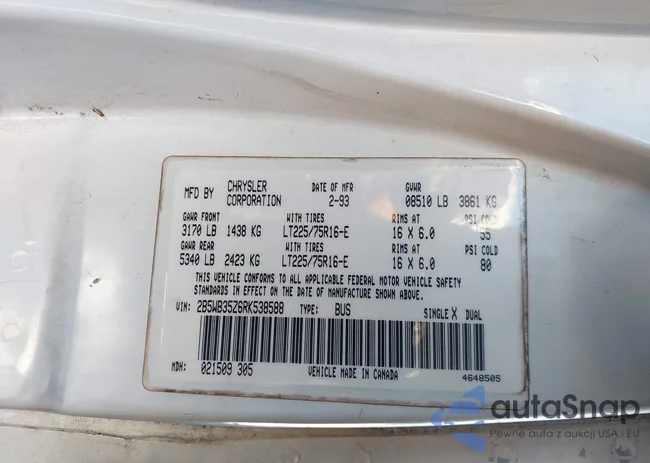 MFD BY CHRYSLER CORPORATION DATE OF MFR 2-93 GVWR 08510 LB 3861 KG
GAWR FRONT WITH TIRES RIMS AT PSI COLD
3170 LB 1438 KG LT225/75R16-E 16 X 6.0 55
GAWR REAR WITH TIRES RIMS AT PSI COLD
5340 LB 2423 KG LT225/75R16-E 16 X 6.0 80
THIS VEHICLE CONFORMS TO ALL APPLICABLE FEDERAL MOTOR VEHICLE SAFETY
STANDARDS IN EFFECT ON THE DATE OF MANUFACTURE SHOWN ABOVE.
VIN: 2B5WB35Z6RK538588 TYPE: BUS SINGLE X DUAL
MDH: 021509 305 VEHICLE MADE IN CANADA 4648505
autoSnap
Pewne auta z aukcji USA i EU